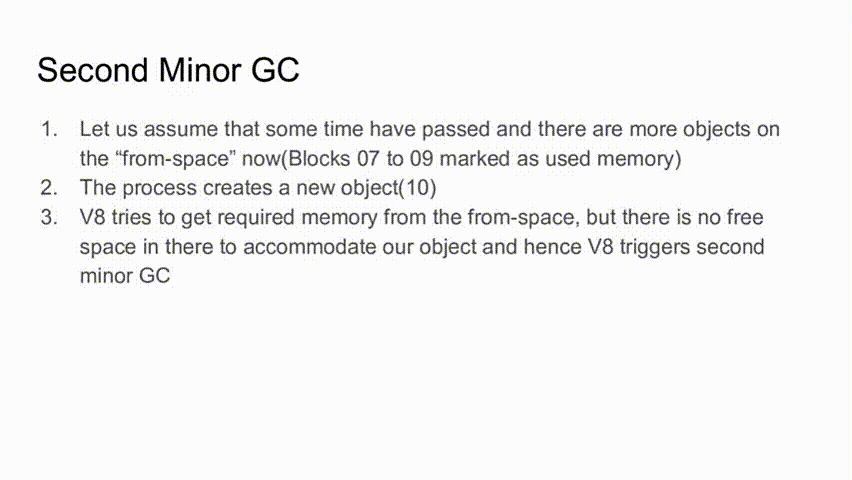 Second Minor GC
1. Let us assume that some time have passed and there are more objects on
the “from-space” now(Blocks 07 to 09 marked as used memory)
2. The process creates a new object(10)
3. V8 tries to get required memory from the from-space, but there is no free
space in there to accommodate our object and hence V8 triggers second
minor GC